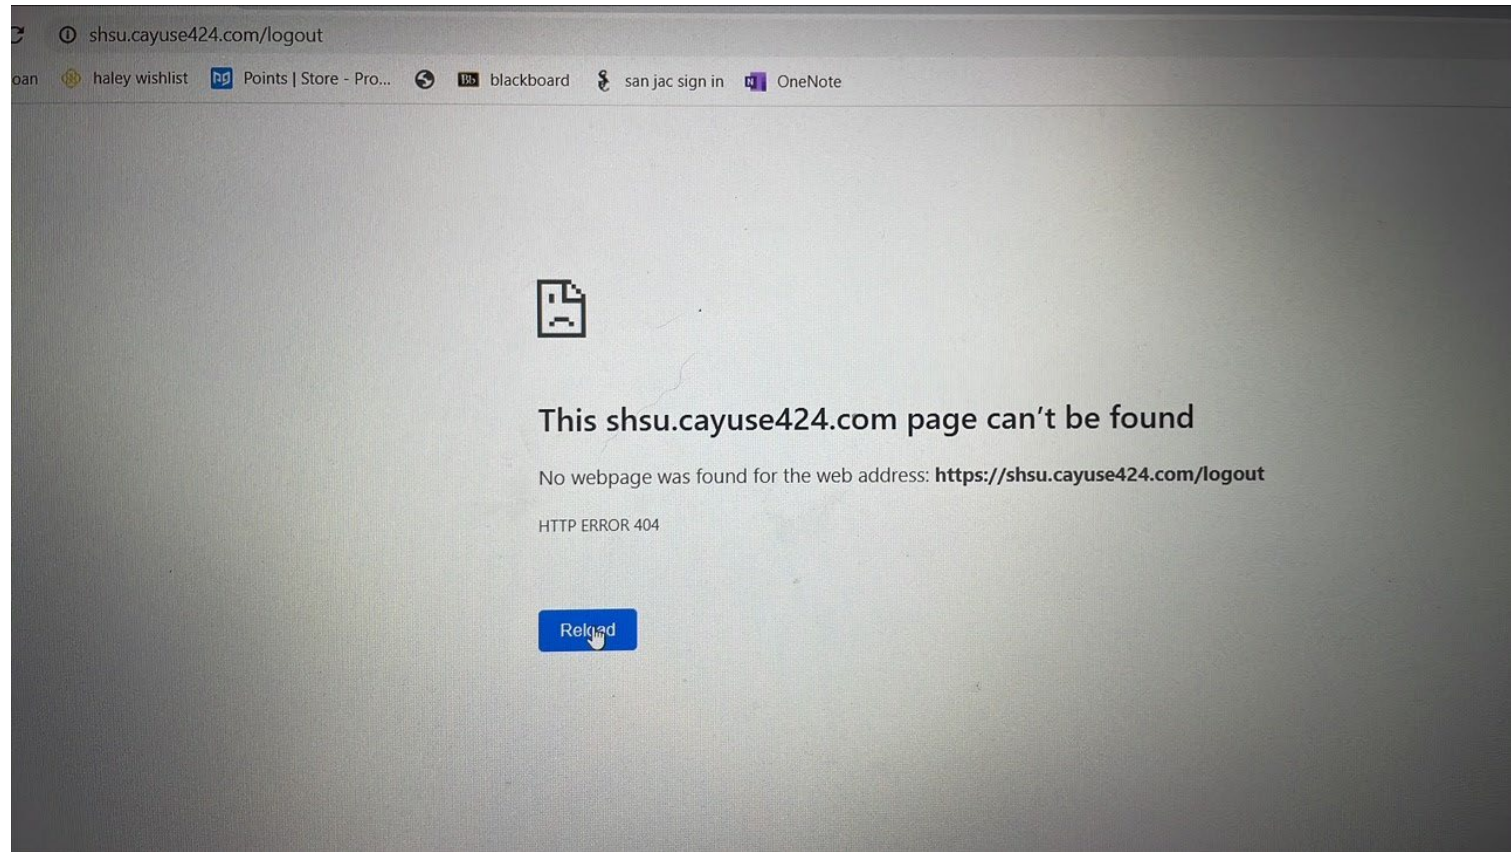 shsu.cayuse424.com/logout
oan haley wishlist Points | Store - Pro... Bb blackboard san jac sign in N OneNote
This shsu.cayuse424.com page can't be found
No webpage was found for the web address: https://shsu.cayuse424.com/logout
HTTP ERROR 404
Reload